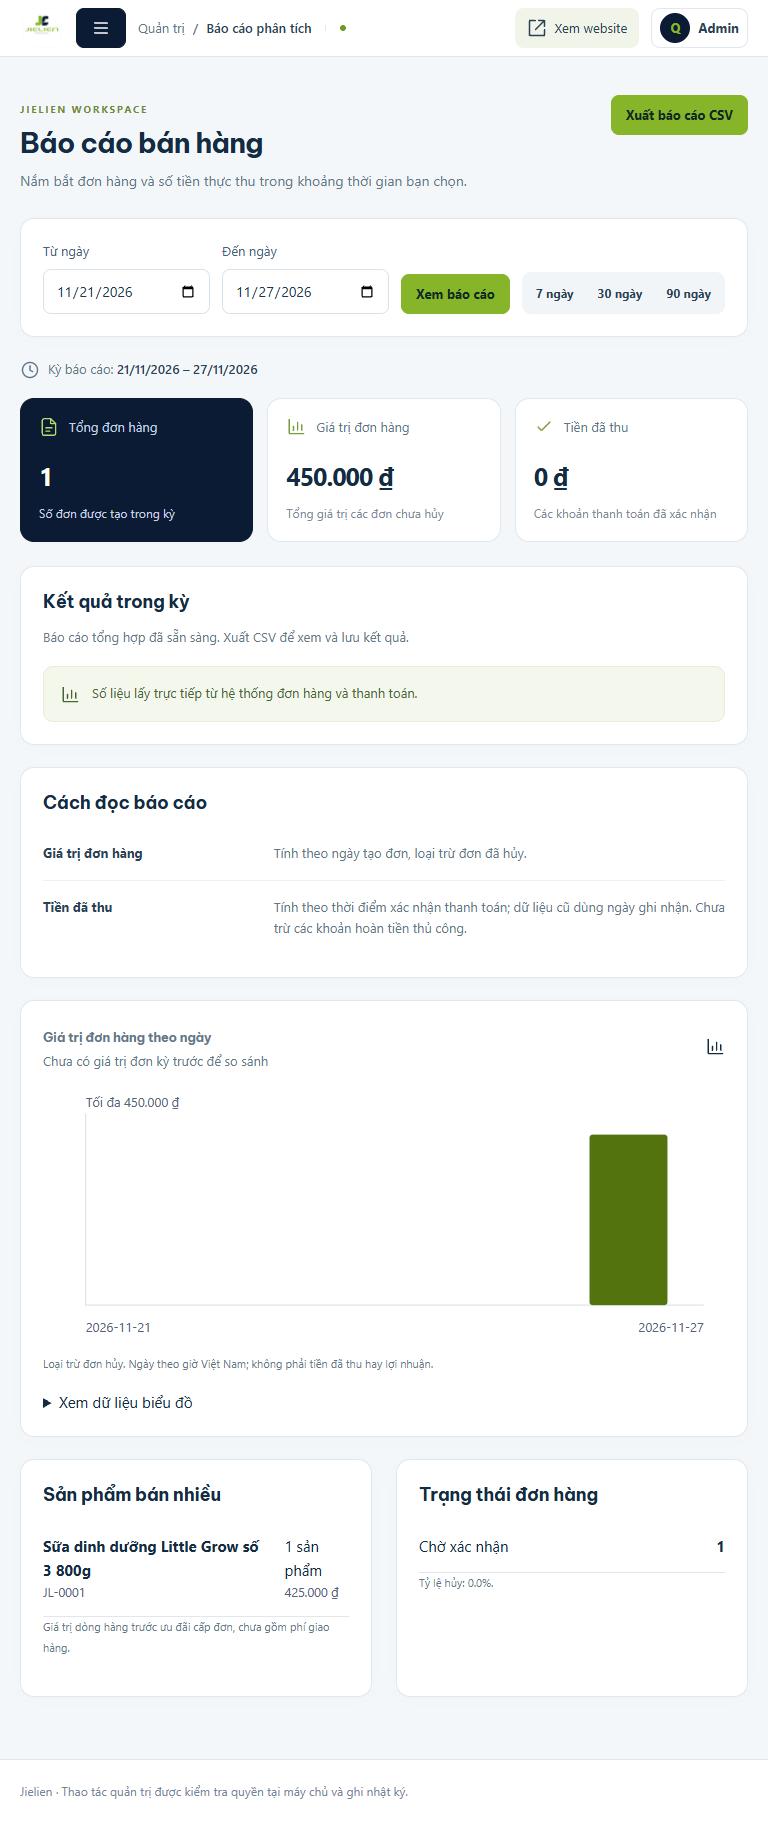 JC
JIELIEN
Quản trị / Báo cáo phân tích
Xem website
Q Admin
JIELIEN WORKSPACE
Báo cáo bán hàng
Nắm bắt đơn hàng và số tiền thực thu trong khoảng thời gian bạn chọn.
Xuất báo cáo CSV
Từ ngày
Đến ngày
11/21/2026
11/27/2026
Xem báo cáo
7 ngày
30 ngày
90 ngày
Kỳ báo cáo: 21/11/2026 – 27/11/2026
Tổng đơn hàng
1
Số đơn được tạo trong kỳ
Giá trị đơn hàng
450.000 ₫
Tổng giá trị các đơn chưa hủy
Tiền đã thu
0 ₫
Các khoản thanh toán đã xác nhận
Kết quả trong kỳ
Báo cáo tổng hợp đã sẵn sàng. Xuất CSV để xem và lưu kết quả.
Số liệu lấy trực tiếp từ hệ thống đơn hàng và thanh toán.
Cách đọc báo cáo
Giá trị đơn hàng
Tính theo ngày tạo đơn, loại trừ đơn đã hủy.
Tiền đã thu
Tính theo thời điểm xác nhận thanh toán; dữ liệu cũ dùng ngày ghi nhận. Chưa
trừ các khoản hoàn tiền thủ công.
Giá trị đơn hàng theo ngày
Chưa có giá trị đơn kỳ trước để so sánh
Tối đa 450.000 ₫
2026-11-21
2026-11-27
Loại trừ đơn hủy. Ngày theo giờ Việt Nam; không phải tiền đã thu hay lợi nhuận.
Xem dữ liệu biểu đồ
Sản phẩm bán nhiều
Sữa dinh dưỡng Little Grow số
3 800g
JL-0001
1 sản
phẩm
425.000 ₫
Giá trị dòng hàng trước ưu đãi cấp đơn, chưa gồm phí giao
hàng.
Trạng thái đơn hàng
Chờ xác nhận
1
Tỷ lệ hủy: 0.0%.
Jielien · Thao tác quản trị được kiểm tra quyền tại máy chủ và ghi nhật ký.